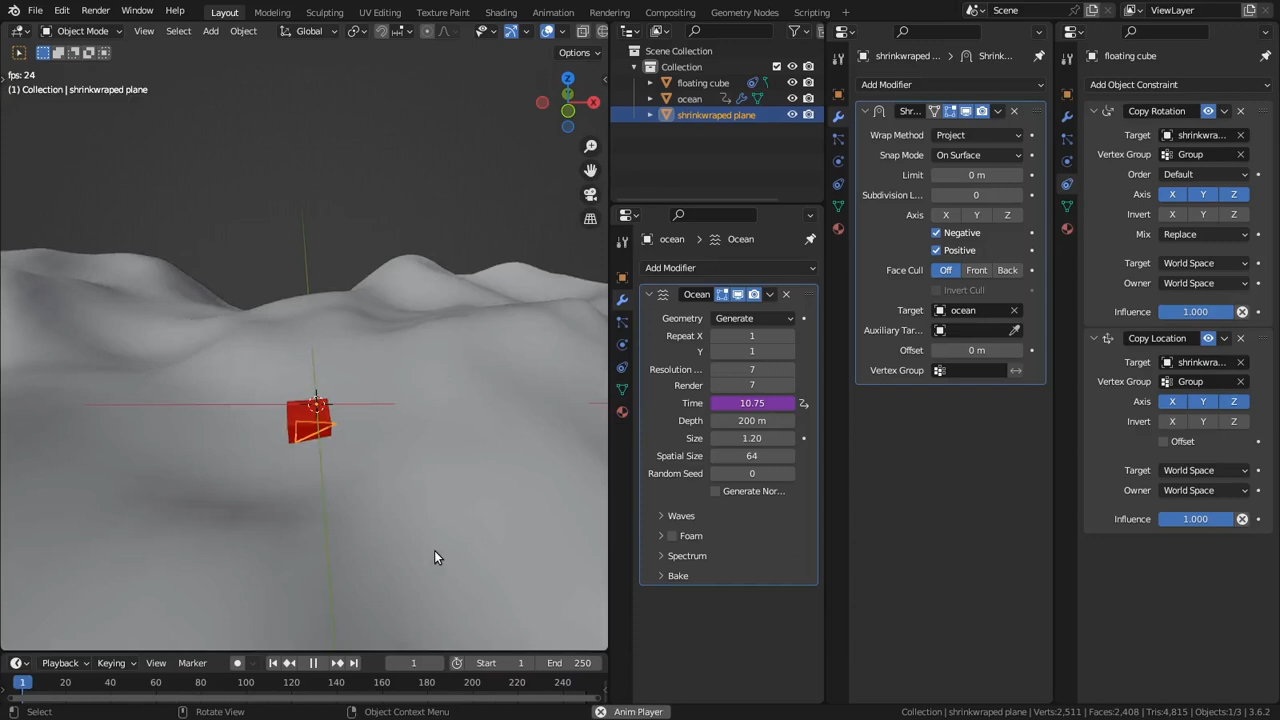 File Edit Render Window Help Layout Modeling Sculpting UV Editing Texture Paint Shading Animation Rendering Compositing Geometry Nodes Scripting Scene ViewLayer
Object Mode View Select Add Object Global
Options
fps: 24
(1) Collection | shrinkwraped plane
X
Z
Scene Collection
Collection
floating cube
ocean
shrinkwraped plane
ocean > Ocean
Add Modifier
Ocean
Geometry Generate
Repeat X 1
Y 1
Resolution ... 7
Render 7
Time 10.75
Depth 200 m
Size 1.20
Spatial Size 64
Random Seed 0
Generate Nor...
Waves
Foam
Spectrum
Bake
shrinkwraped ... > Shrink...
Add Modifier
Shr...
Wrap Method Project
Snap Mode On Surface
Limit 0 m
Subdivision L... 0
Axis X Y Z
Negative
Positive
Face Cull Off Front Back
Invert Cull
Target ocean
Auxiliary Tar...
Offset 0 m
Vertex Group
floating cube
Add Object Constraint
Copy Rotation
Target shrinkwra...
Vertex Group Group
Order Default
Axis X Y Z
Invert X Y Z
Mix Replace
Target World Space
Owner World Space
Influence 1.000
Copy Location
Target shrinkwra...
Vertex Group Group
Axis X Y Z
Invert X Y Z
Offset
Target World Space
Owner World Space
Influence 1.000
Playback Keying View Marker 1 Start 1 End 250
1 20 40 60 80 100 120 140 160 180 200 220 240
Select Rotate View Object Context Menu Anim Player Collection | shrinkwraped plane | Verts:2,511 | Faces:2,408 | Tris:4,815 | Objects:1/3 | 3.6.2